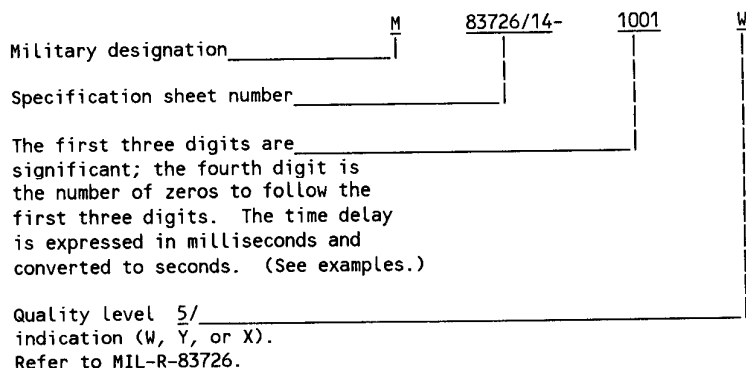 M 83726/14- 1001 W
Military designation
Specification sheet number
The first three digits are
significant; the fourth digit is
the number of zeros to follow the
first three digits. The time delay
is expressed in milliseconds and
converted to seconds. (See examples.)
Quality level 5/
indication (W, Y, or X).
Refer to MIL-R-83726.